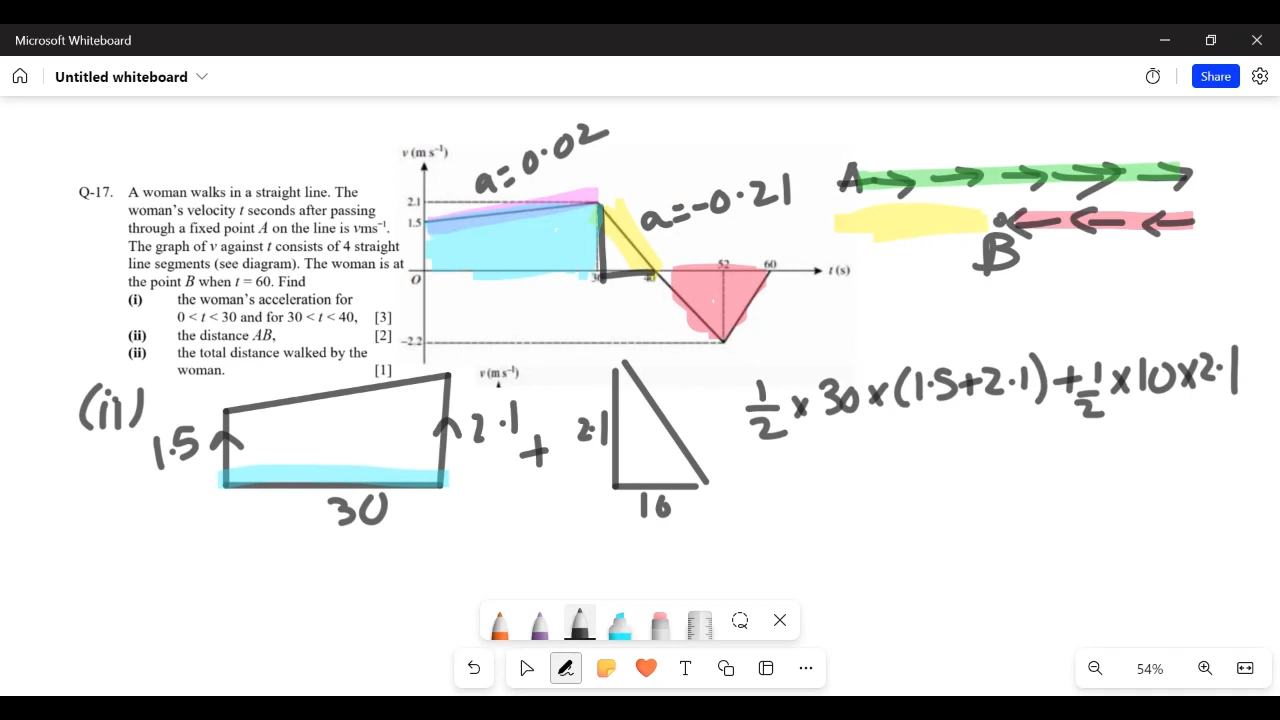 Microsoft Whiteboard
Untitled whiteboard
Share
Q-17. A woman walks in a straight line. The
woman's velocity t seconds after passing
through a fixed point A on the line is vms⁻¹.
The graph of v against t consists of 4 straight
line segments (see diagram). The woman is at
the point B when t = 60. Find
(i) the woman's acceleration for
0 < t < 30 and for 30 < t < 40, [3]
(ii) the distance AB, [2]
(ii) the total distance walked by the
woman. [1]
v (m s⁻¹)
2.1
1.5
O
52
60
t (s)
-2.2
a=0.02
a=-0.21
A
B
v (m s⁻¹)
(ii)
1.5
2.1
30
+
2.1
10
1/2 × 30 × (1.5+2.1) + 1/2 × 10 × 2.1
54%